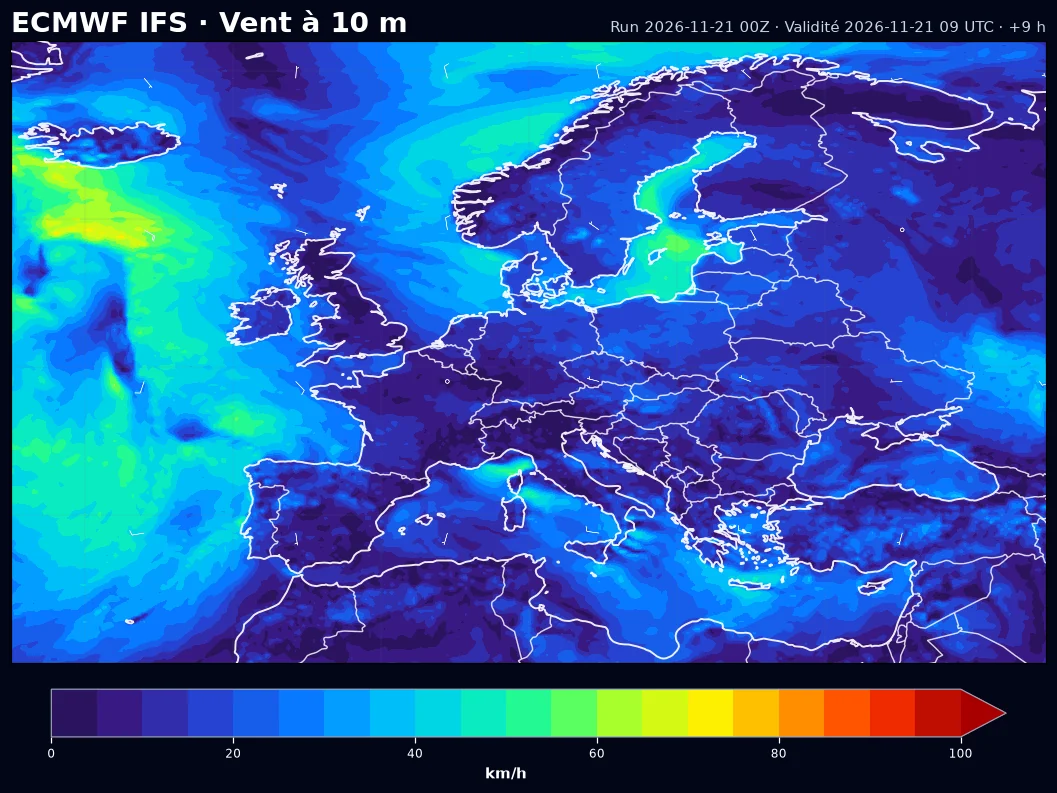 ECMWF IFS · Vent à 10 m
Run 2026-11-21 00Z · Validité 2026-11-21 09 UTC · +9 h
0 20 40 60 80 100
km/h